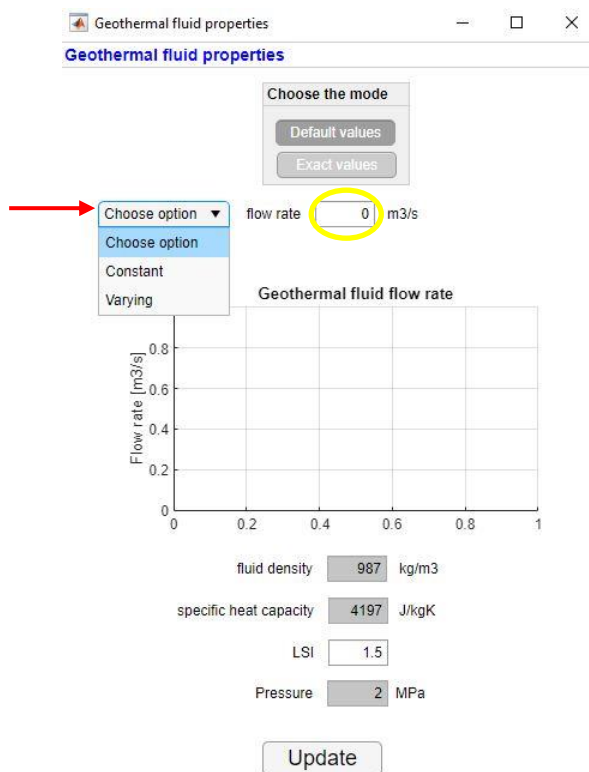 Geothermal fluid properties
Geothermal fluid properties
Choose the mode
Default values
Exact values
Choose option flow rate 0 m3/s
Choose option
Constant
Varying
Geothermal fluid flow rate
Flow rate [m3/s]
0.8
0.6
0.4
0.2
0
0 0.2 0.4 0.6 0.8 1
fluid density 987 kg/m3
specific heat capacity 4197 J/kgK
LSI 1.5
Pressure 2 MPa
Update